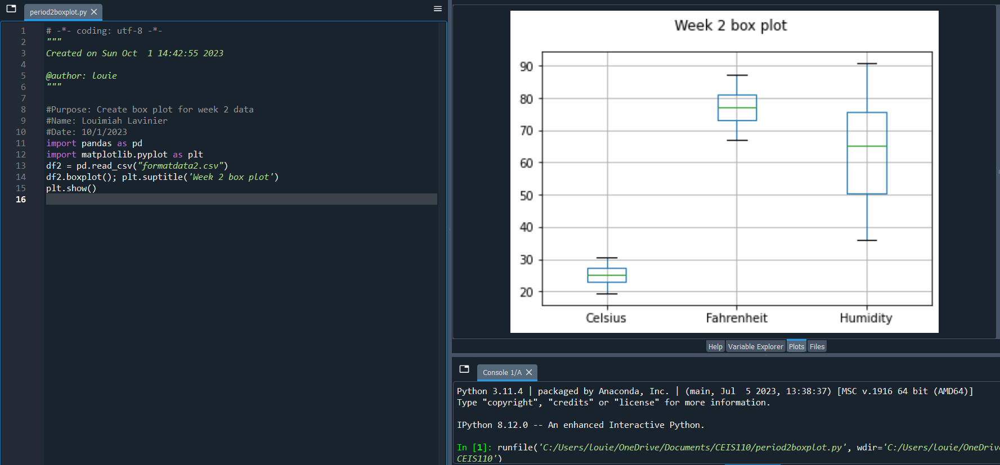 period2boxplot.py
1 # -*- coding: utf-8 -*-
2 """
3 Created on Sun Oct  1 14:42:55 2023
4
5 @author: louie
6 """
7
8 #Purpose: Create box plot for week 2 data
9 #Name: Louimiah Lavinier
10 #Date: 10/1/2023
11 import pandas as pd
12 import matplotlib.pyplot as plt
13 df2 = pd.read_csv("formatdata2.csv")
14 df2.boxplot(); plt.suptitle('Week 2 box plot')
15 plt.show()
16
Week 2 box plot
90
80
70
60
50
40
30
20
Celsius Fahrenheit Humidity
Help Variable Explorer Plots Files
Console 1/A
Python 3.11.4 | packaged by Anaconda, Inc. | (main, Jul  5 2023, 13:38:37) [MSC v.1916 64 bit (AMD64)]
Type "copyright", "credits" or "license" for more information.
IPython 8.12.0 -- An enhanced Interactive Python.
In [1]: runfile('C:/Users/louie/OneDrive/Documents/CEIS110/period2boxplot.py', wdir='C:/Users/louie/OneDriv
CEIS110')